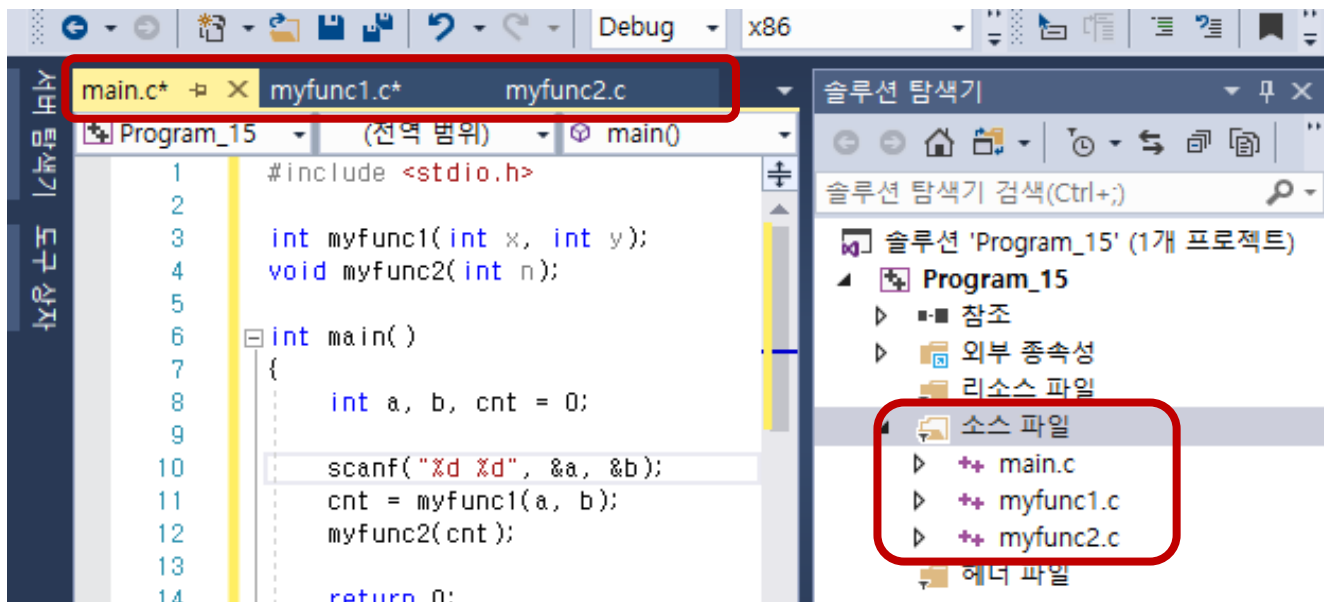 Debug x86
서버 탐색기
도구 상자
main.c* myfunc1.c* myfunc2.c
Program_15 (전역 범위) main()
1 #include <stdio.h>
2
3 int myfunc1(int x, int y);
4 void myfunc2(int n);
5
6 int main()
7 {
8 int a, b, cnt = 0;
9
10 scanf("%d %d", &a, &b);
11 cnt = myfunc1(a, b);
12 myfunc2(cnt);
13
14 return 0;
솔루션 탐색기
솔루션 탐색기 검색(Ctrl+;)
솔루션 'Program_15' (1개 프로젝트)
Program_15
참조
외부 종속성
리소스 파일
소스 파일
main.c
myfunc1.c
myfunc2.c
헤더 파일